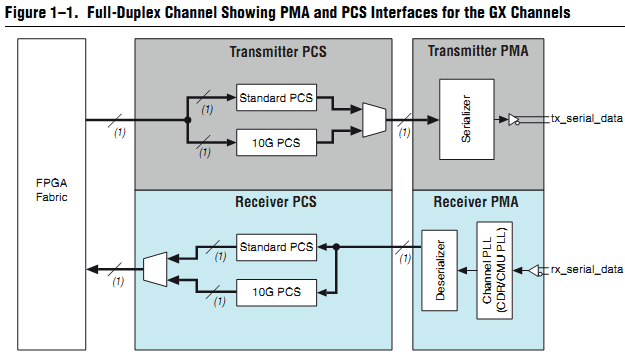 Figure 1–1. Full-Duplex Channel Showing PMA and PCS Interfaces for the GX Channels
Transmitter PCS
Transmitter PMA
Standard PCS
(1)
10G PCS
(1)
(1)
(1)
Serializer
tx_serial_data
FPGA
Fabric
Receiver PCS
Receiver PMA
Standard PCS
(1)
10G PCS
(1)
(1)
(1)
Deserializer
Channel PLL
(CDR/CMU PLL)
rx_serial_data